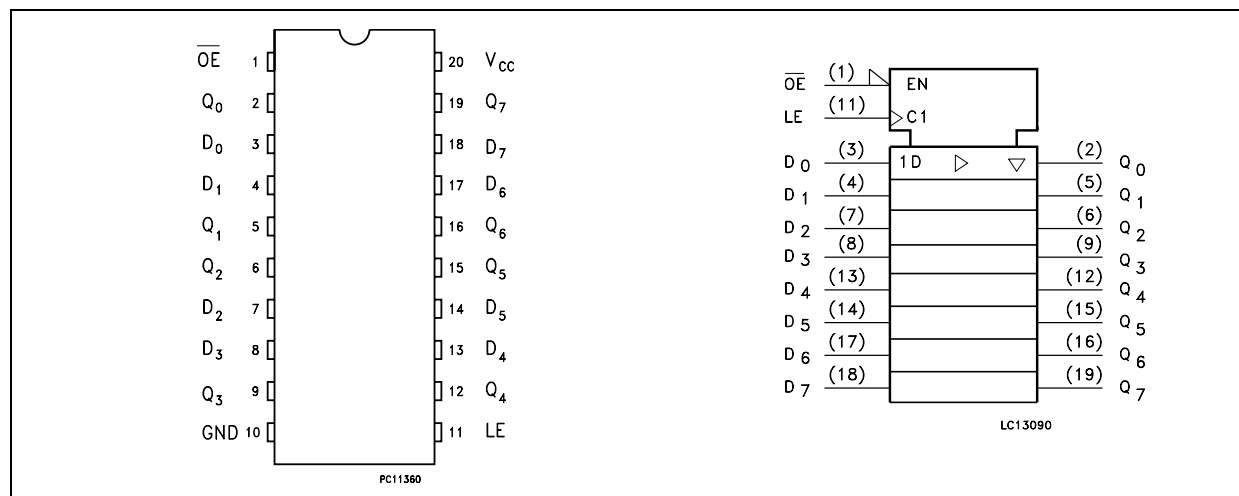 OE 1 20 VCC
Q0 2 19 Q7
D0 3 18 D7
D1 4 17 D6
Q1 5 16 Q6
Q2 6 15 Q5
D2 7 14 D5
D3 8 13 D4
Q3 9 12 Q4
GND 10 11 LE
PC11360
OE (1) EN
LE (11) C1
D0 (3) 1D (2) Q0
D1 (4) (5) Q1
D2 (7) (6) Q2
D3 (8) (9) Q3
D4 (13) (12) Q4
D5 (14) (15) Q5
D6 (17) (16) Q6
D7 (18) (19) Q7
LC13090